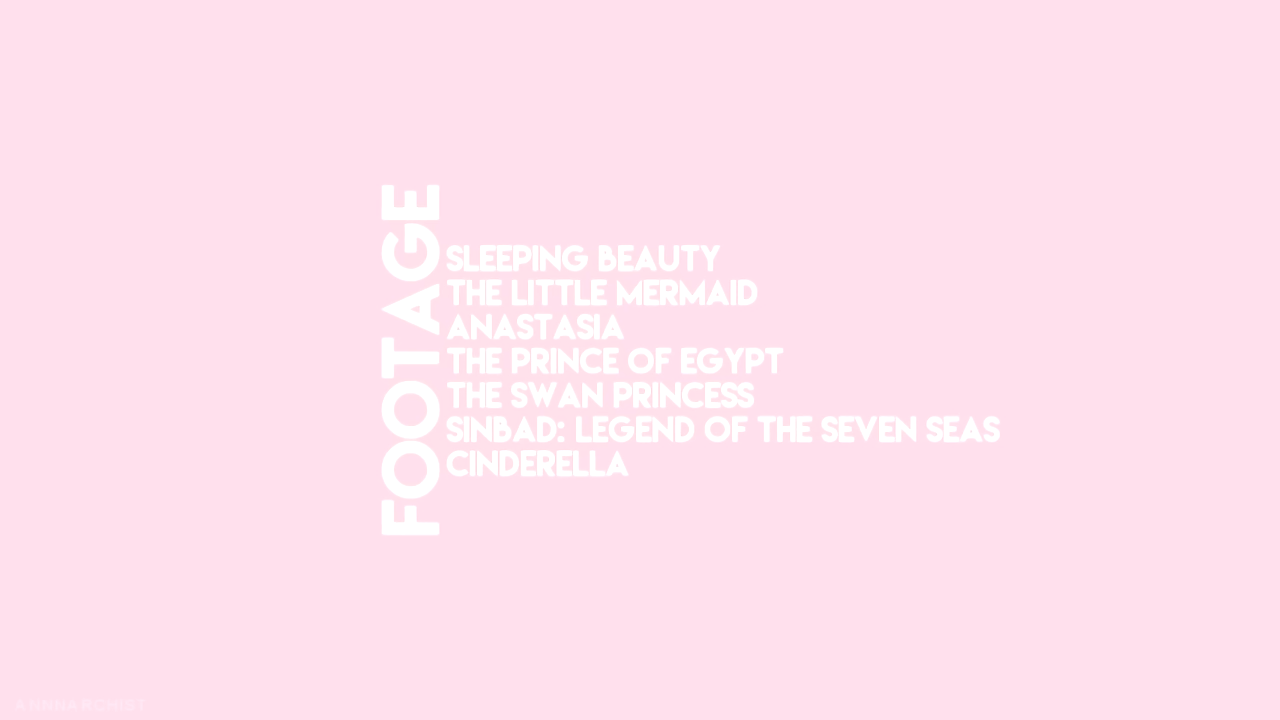 FOOTAGE
SLEEPING BEAUTY
THE LITTLE MERMAID
ANASTASIA
THE PRINCE OF EGYPT
THE SWAN PRINCESS
SINBAD: LEGEND OF THE SEVEN SEAS
CINDERELLA
ANNNARCHIST